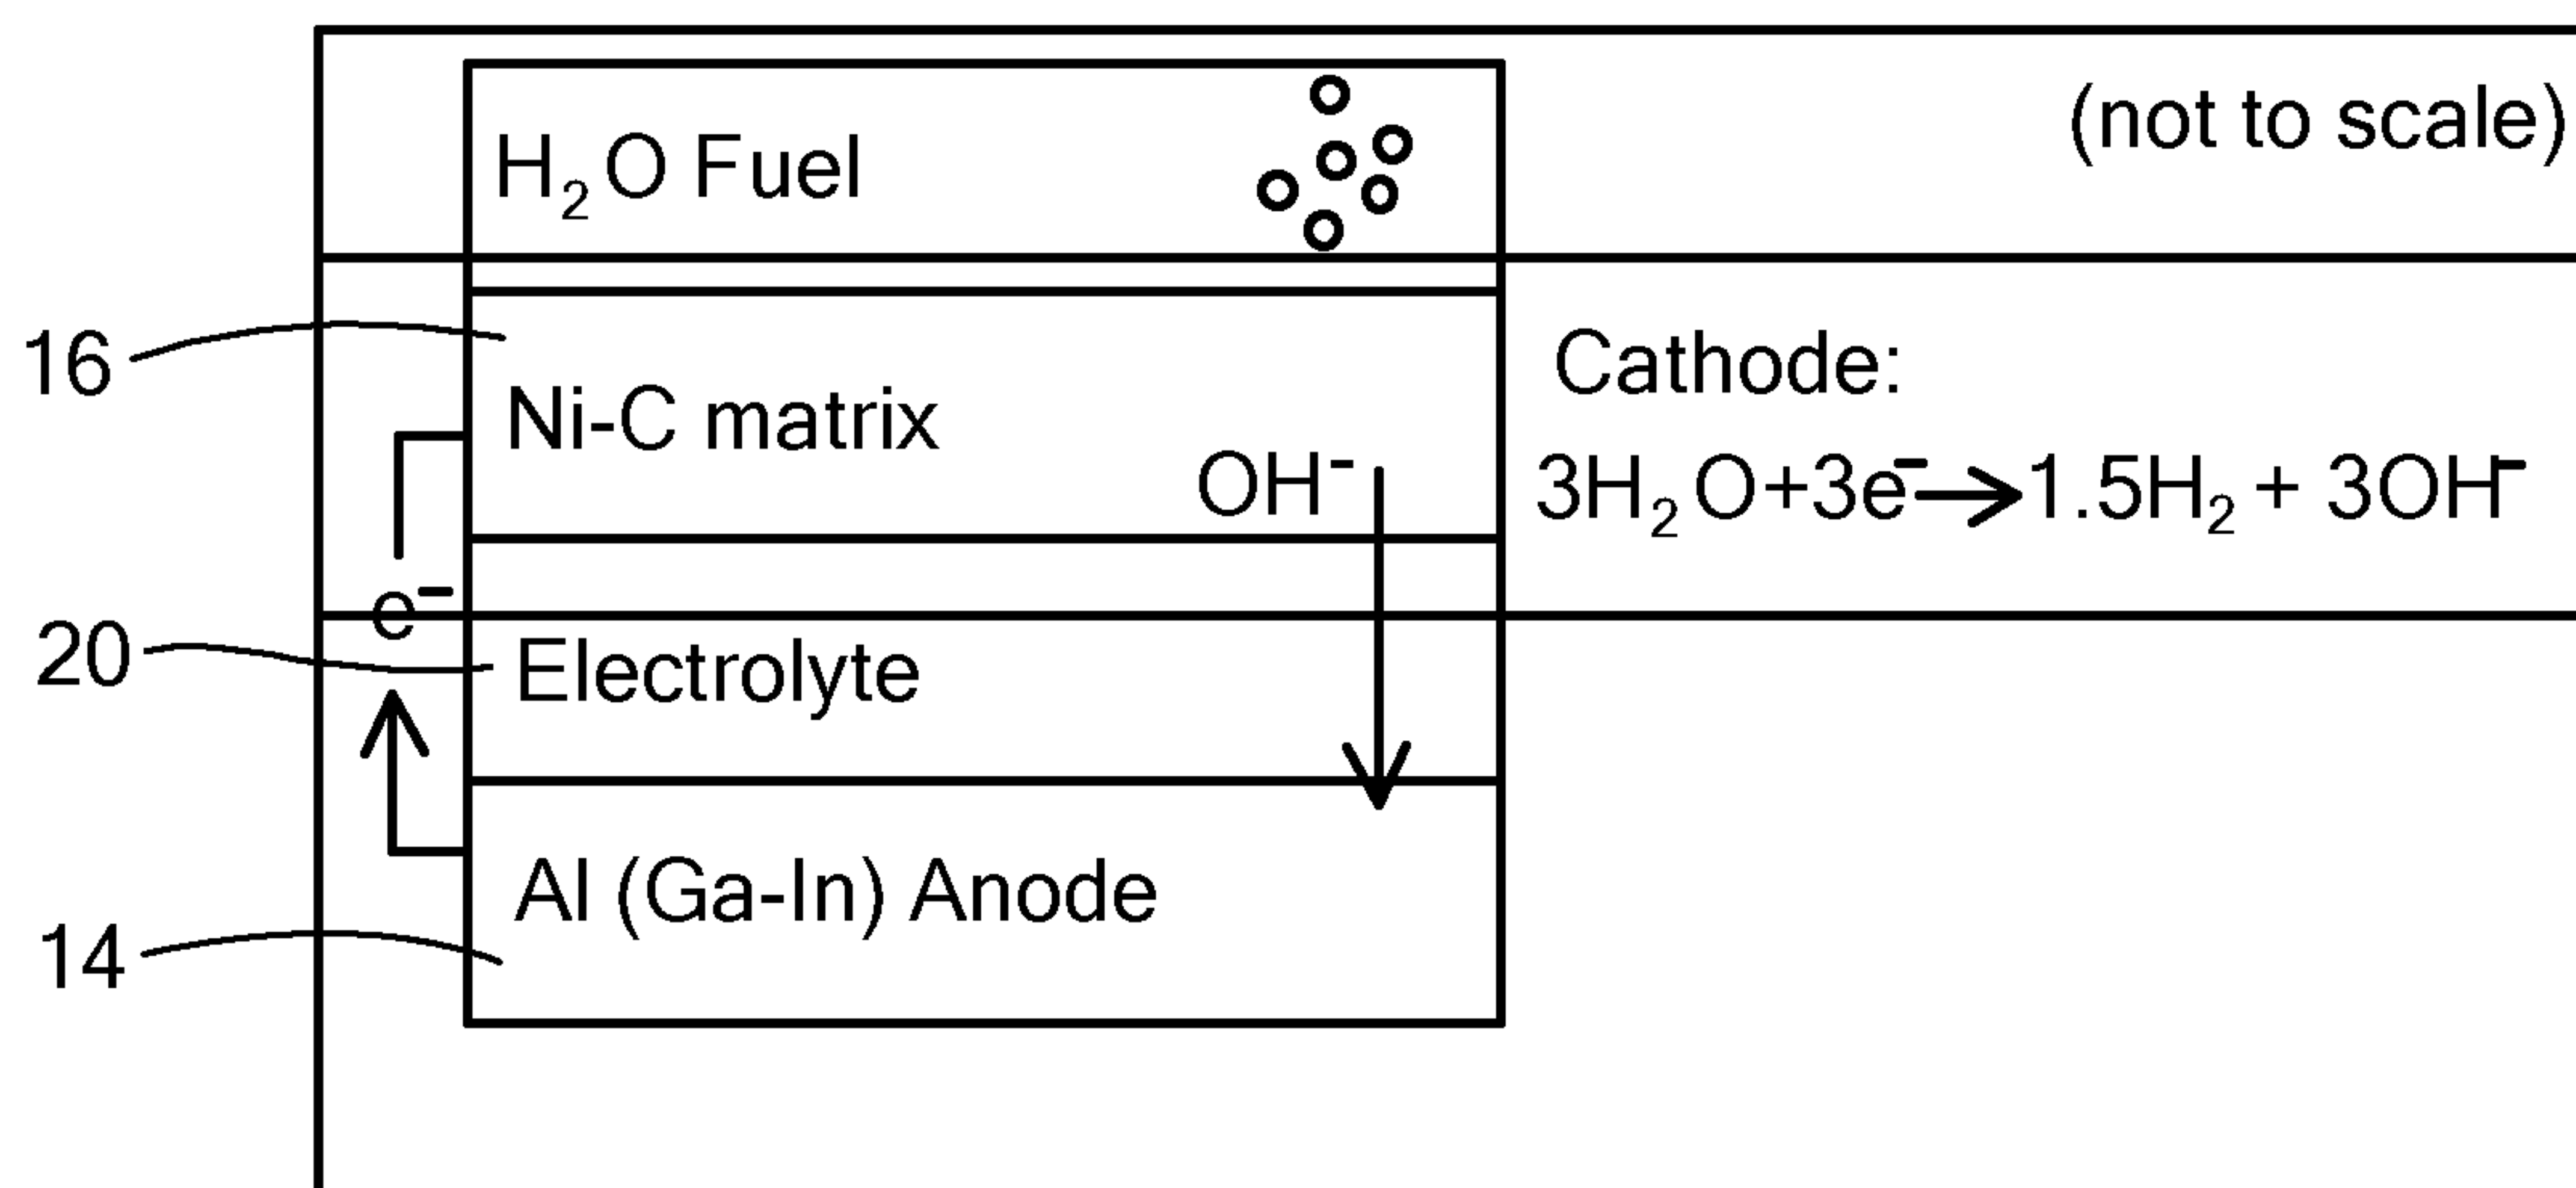 (not to scale)
H₂O Fuel
16
Ni-C matrix
Cathode:
OH⁻
3H₂O+3e⁻→1.5H₂ + 3OH⁻
e⁻
20
Electrolyte
Al (Ga-In) Anode
14